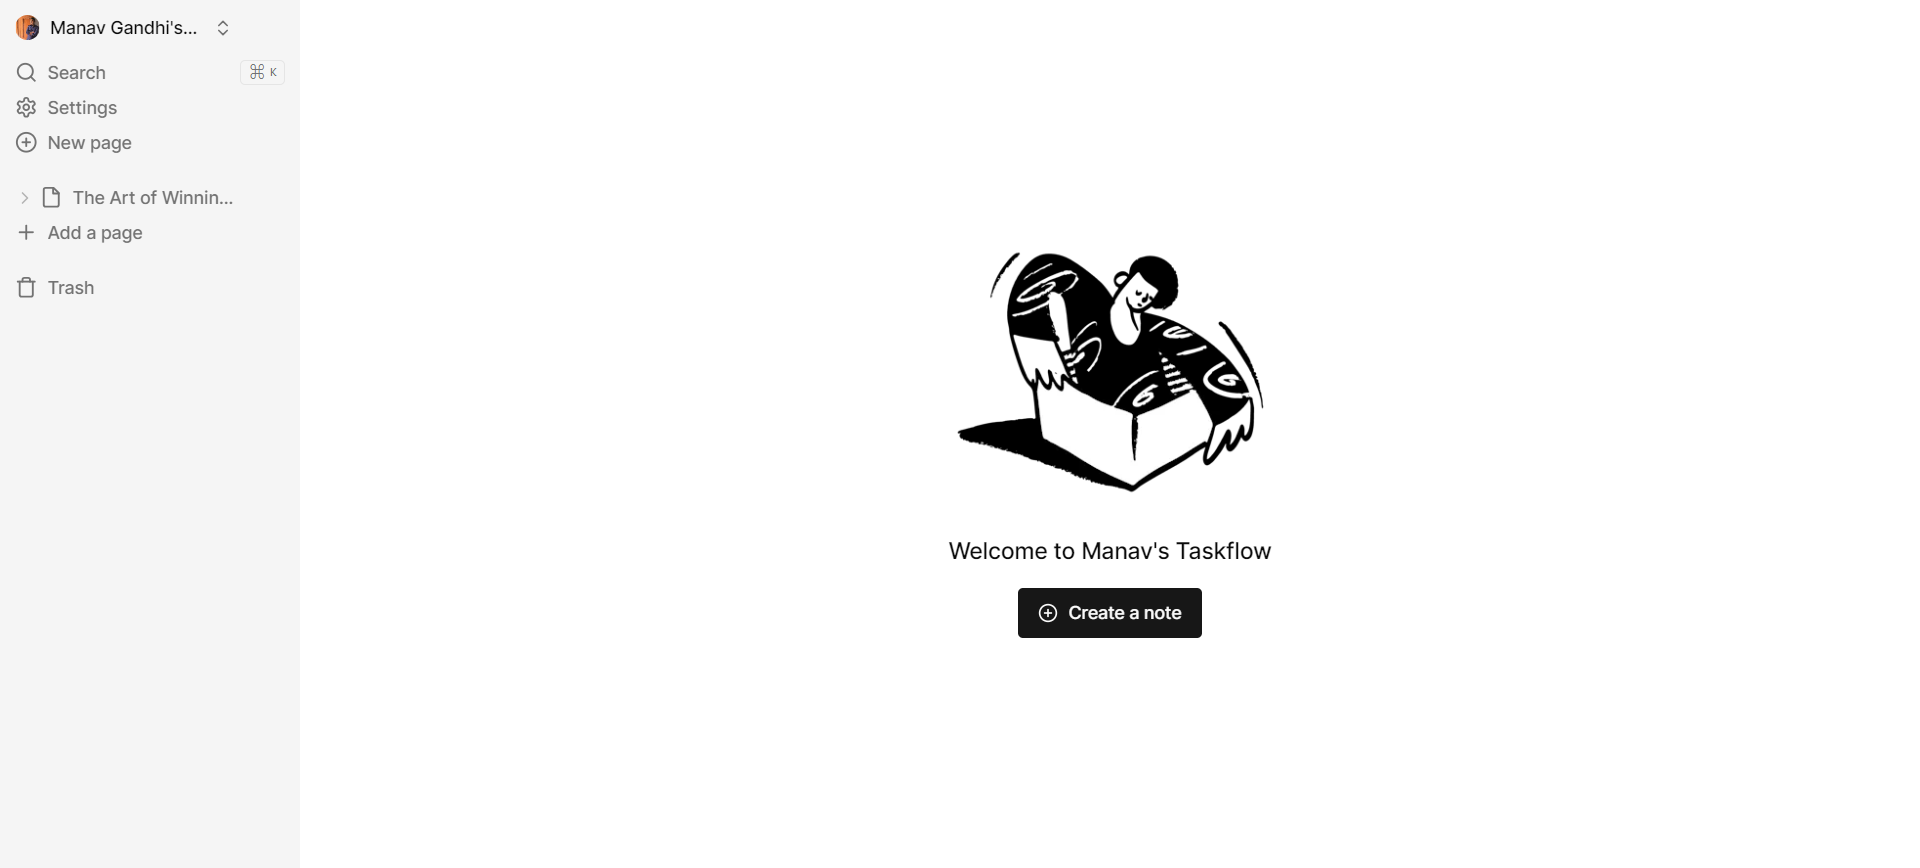 Manav Gandhi's...
Search
⌘ K
Settings
New page
The Art of Winnin...
Add a page
Trash
Welcome to Manav's Taskflow
Create a note